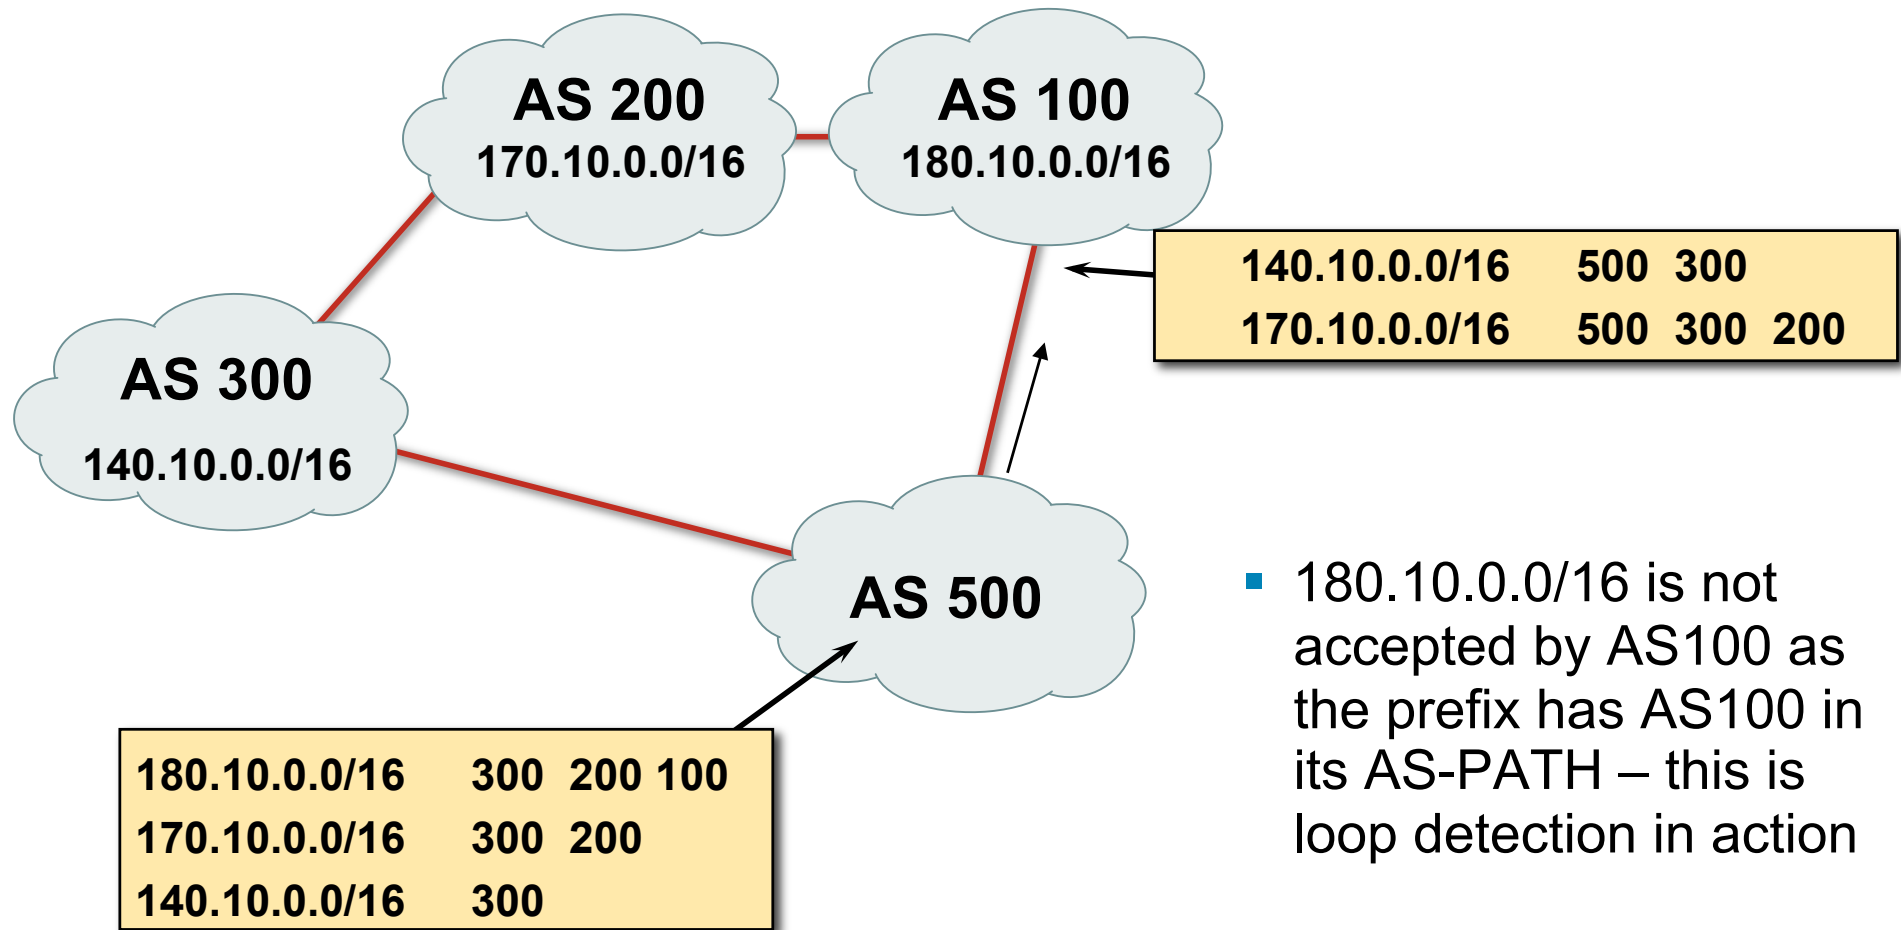 AS 200
170.10.0.0/16
AS 100
180.10.0.0/16
140.10.0.0/16 500 300
170.10.0.0/16 500 300 200
AS 300
140.10.0.0/16
AS 500
180.10.0.0/16 300 200 100
170.10.0.0/16 300 200
140.10.0.0/16 300
▪ 180.10.0.0/16 is not
accepted by AS100 as
the prefix has AS100 in
its AS-PATH – this is
loop detection in action